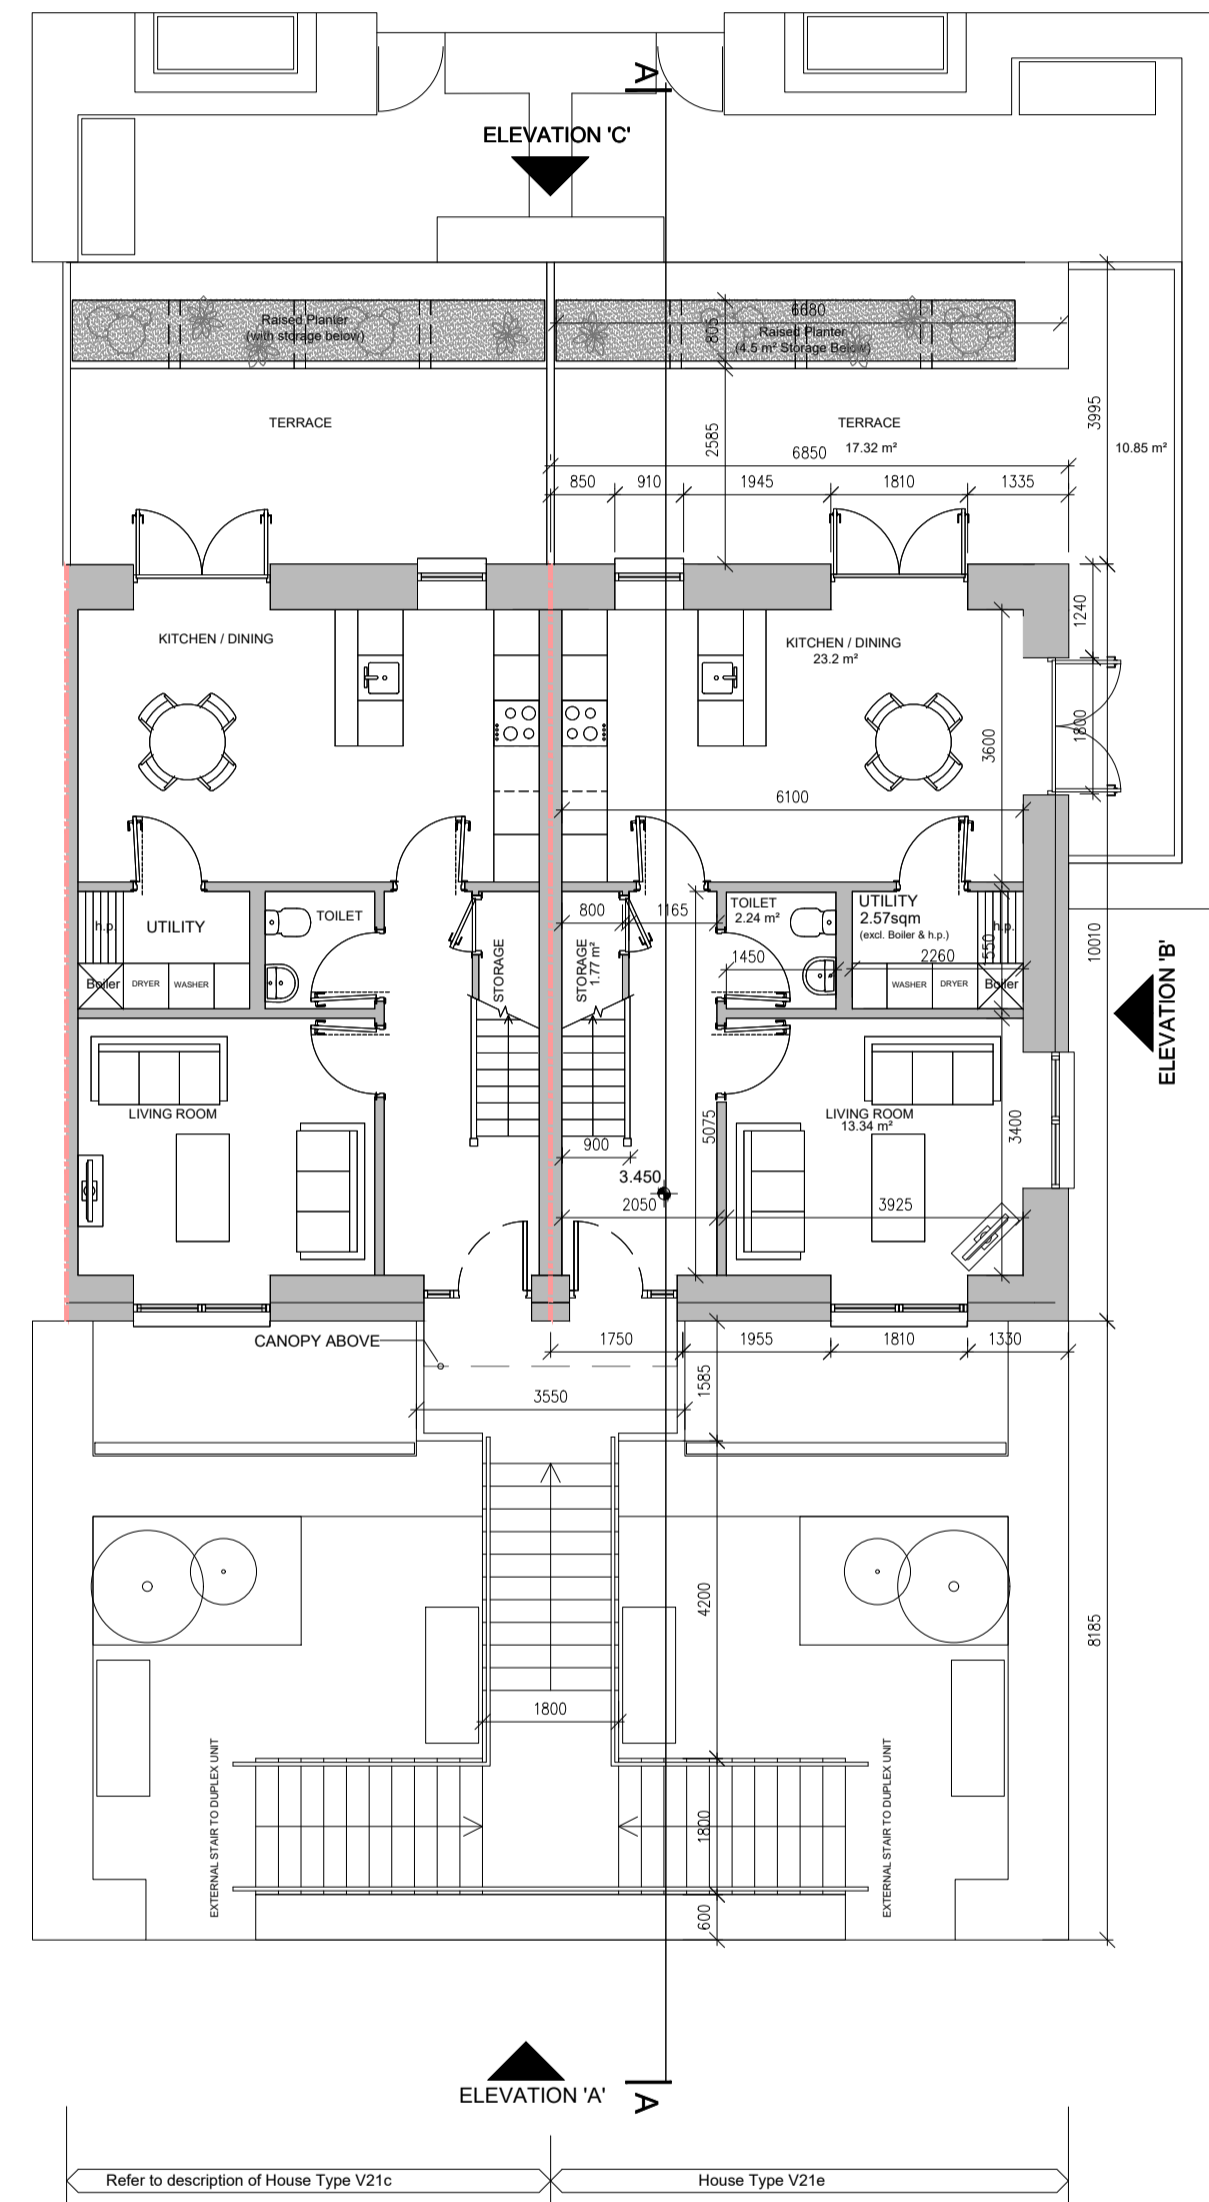 A
ELEVATION 'C'
Raised Planter
(with storage below)
6680
805
Raised Planter
(4.5 m² Storage Below)
TERRACE
TERRACE
17.32 m²
2585
3995
10.85 m²
6850
850
910
1945
1810
1335
KITCHEN / DINING
KITCHEN / DINING
23.2 m²
1240
1800
3600
6100
h.p.
UTILITY
TOILET
Boiler
DRYER
WASHER
STORAGE
800
1165
STORAGE
1.77 m²
TOILET
2.24 m²
1450
UTILITY
2.57sqm
(excl. Boiler & h.p.)
1550
2260
h.p.
WASHER
DRYER
Boiler
10010
ELEVATION 'B'
LIVING ROOM
LIVING ROOM
13.34 m²
900
5075
3400
3.450
2050
3925
CANOPY ABOVE
1750
1955
1810
1330
1585
3550
4200
8185
1800
EXTERNAL STAIR TO DUPLEX UNIT
EXTERNAL STAIR TO DUPLEX UNIT
1800
600
ELEVATION 'A'
A
Refer to description of House Type V21c
House Type V21e